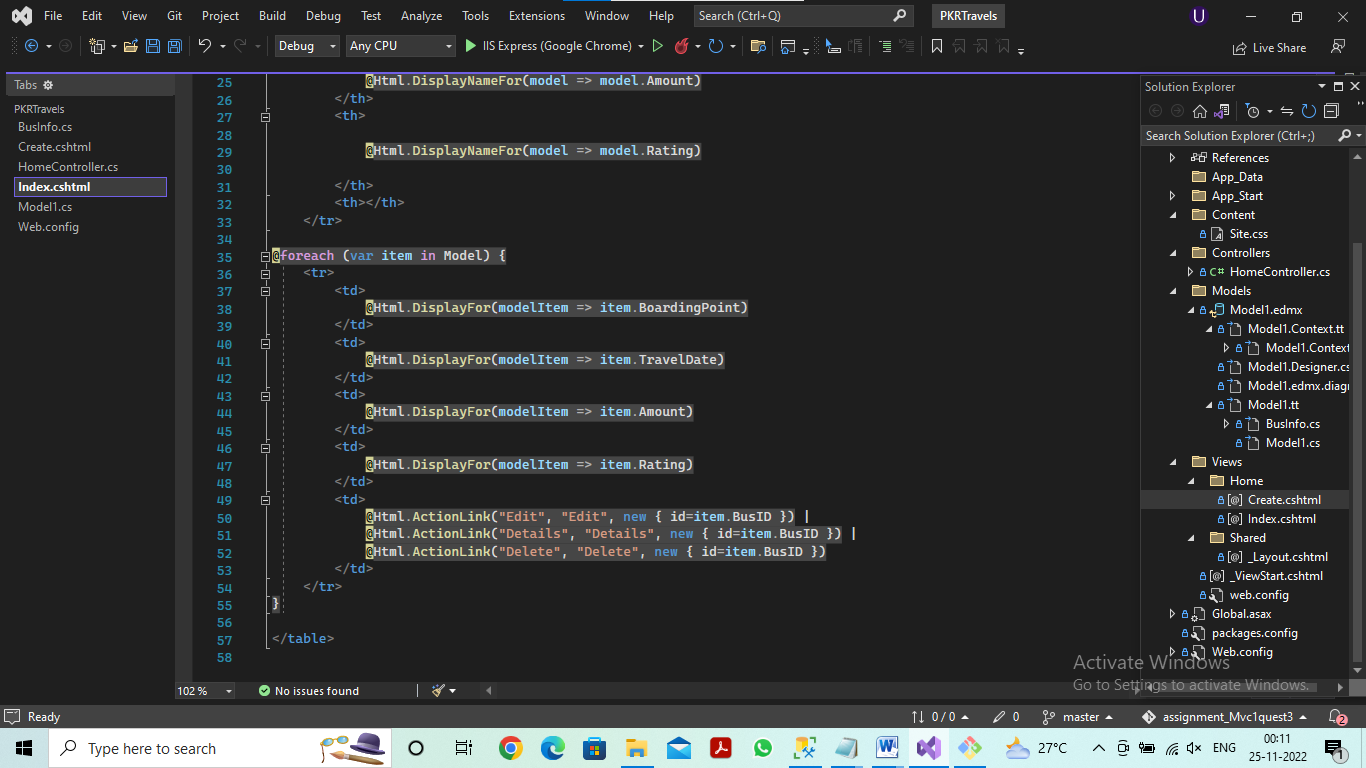 File Edit View Git Project Build Debug Test Analyze Tools Extensions Window Help Search (Ctrl+Q) PKRTravels U
Debug Any CPU IIS Express (Google Chrome) Live Share
Tabs
PKRTravels
BusInfo.cs
Create.cshtml
HomeController.cs
Index.cshtml
Model1.cs
Web.config
25 @Html.DisplayNameFor(model => model.Amount)
26 </th>
27 <th>
28
29 @Html.DisplayNameFor(model => model.Rating)
30
31 </th>
32 <th></th>
33 </tr>
34
35 @foreach (var item in Model) {
36 <tr>
37 <td>
38 @Html.DisplayFor(modelItem => item.BoardingPoint)
39 </td>
40 <td>
41 @Html.DisplayFor(modelItem => item.TravelDate)
42 </td>
43 <td>
44 @Html.DisplayFor(modelItem => item.Amount)
45 </td>
46 <td>
47 @Html.DisplayFor(modelItem => item.Rating)
48 </td>
49 <td>
50 @Html.ActionLink("Edit", "Edit", new { id=item.BusID }) |
51 @Html.ActionLink("Details", "Details", new { id=item.BusID }) |
52 @Html.ActionLink("Delete", "Delete", new { id=item.BusID })
53 </td>
54 </tr>
55 }
56
57 </table>
58
Solution Explorer
Search Solution Explorer (Ctrl+;)
References
App_Data
App_Start
Content
Site.css
Controllers
C# HomeController.cs
Models
Model1.edmx
Model1.Context.tt
Model1.Context
Model1.Designer.cs
Model1.edmx.diagr
Model1.tt
BusInfo.cs
Model1.cs
Views
Home
[@] Create.cshtml
[@] Index.cshtml
Shared
[@] _Layout.cshtml
[@] _ViewStart.cshtml
web.config
Global.asax
packages.config
Web.config
Activate Windows
Go to Settings to activate Windows.
102 % No issues found
Ready 0 / 0 0 master assignment_Mvc1quest3 2
Type here to search 27°C ENG 00:11
25-11-2022 1